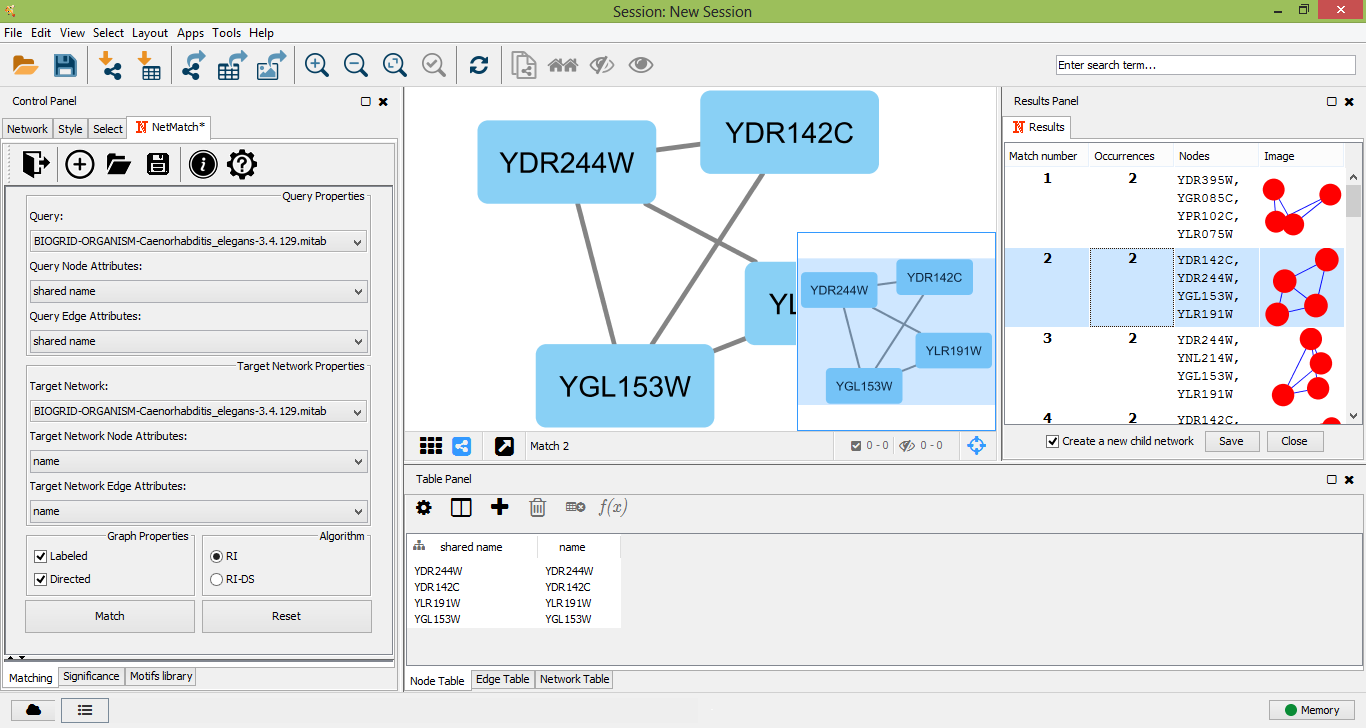 Session: New Session
File Edit View Select Layout Apps Tools Help
Enter search term...
Control Panel
Network Style Select NetMatch*
Query Properties
Query:
BIOGRID-ORGANISM-Caenorhabditis_elegans-3.4.129.mitab
Query Node Attributes:
shared name
Query Edge Attributes:
shared name
Target Network Properties
Target Network:
BIOGRID-ORGANISM-Caenorhabditis_elegans-3.4.129.mitab
Target Network Node Attributes:
name
Target Network Edge Attributes:
name
Graph Properties
Labeled
Directed
Algorithm
RI
RI-DS
Match Reset
Matching Significance Motifs library
YDR142C
YDR244W
YL
YGL153W
YDR142C
YDR244W
YLR191W
YGL153W
Match 2
0 - 0 0 - 0
Results Panel
Results
Match number Occurrences Nodes Image
1 2 YDR395W,
YGR085C,
YPR102C,
YLR075W
2 2 YDR142C,
YDR244W,
YGL153W,
YLR191W
3 2 YDR244W,
YNL214W,
YGL153W,
YLR191W
4 2 YDR142C,
Create a new child network Save Close
Table Panel
f(x)
shared name name
YDR244W YDR244W
YDR142C YDR142C
YLR191W YLR191W
YGL153W YGL153W
Node Table Edge Table Network Table
Memory